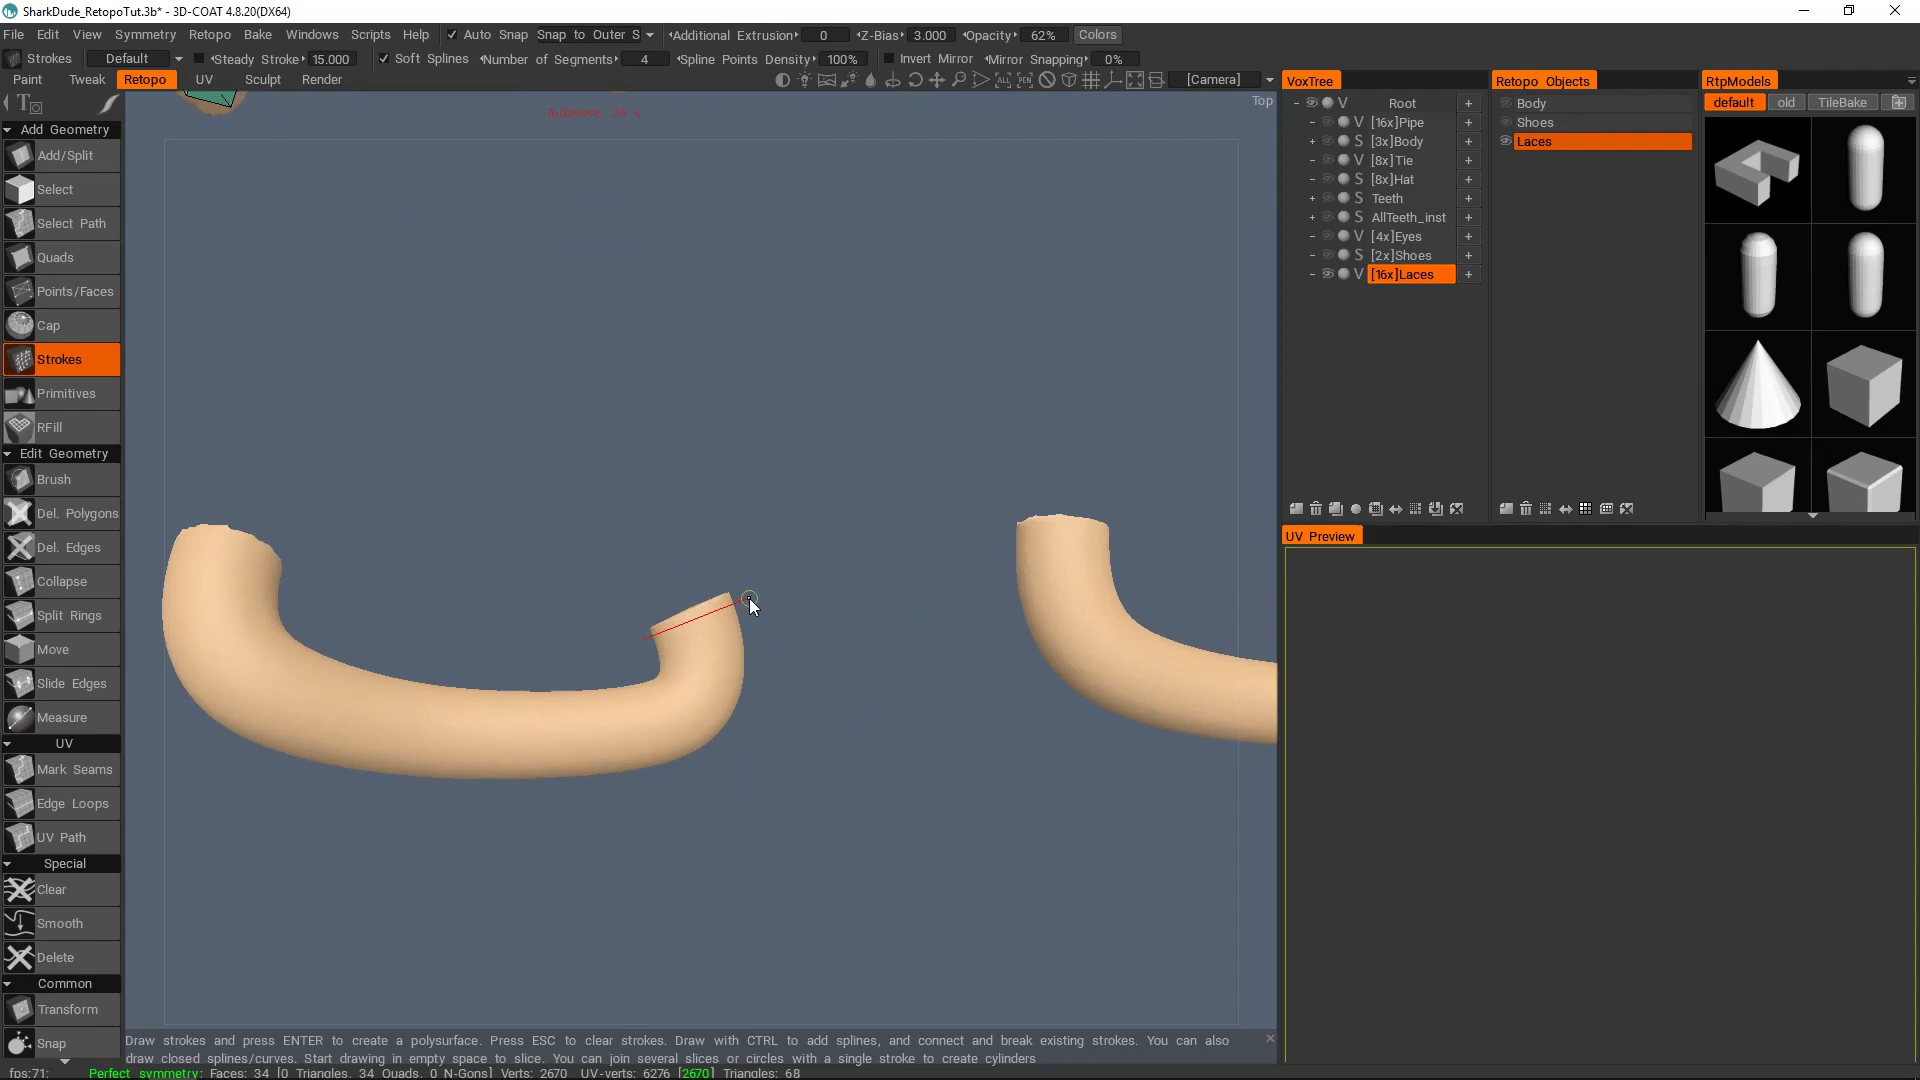 SharkDude_RetopoTut.3b* - 3D-COAT 4.8.20(DX64)
File Edit View Symmetry Retopo Bake Windows Scripts Help Auto Snap Snap to Outer S Additional Extrusion 0 Z-Bias 3.000 Opacity 62% Colors
Strokes Default Steady Stroke 15.000 Soft Splines Number of Segments 4 Spline Points Density 100% Invert Mirror Mirror Snapping 0%
Paint Tweak Retopo UV Sculpt Render [Camera]
Top
Add Geometry
Add/Split
Select
Select Path
Quads
Points/Faces
Cap
Strokes
Primitives
RFill
Edit Geometry
Brush
Del. Polygons
Del. Edges
Collapse
Split Rings
Move
Slide Edges
Measure
UV
Mark Seams
Edge Loops
UV Path
Special
Clear
Smooth
Delete
Common
Transform
Snap
VoxTree
V Root +
V [16x]Pipe +
+ S [3x]Body +
V [8x]Tie +
S [8x]Hat +
+ S Teeth +
+ S AllTeeth_inst +
V [4x]Eyes +
S [2x]Shoes +
V [16x]Laces +
Retopo Objects
Body
Shoes
Laces
RtpModels
default old TileBake
UV Preview
Draw strokes and press ENTER to create a polysurface. Press ESC to clear strokes. Draw with CTRL to add splines, and connect and break existing strokes. You can also
draw closed splines/curves. Start drawing in empty space to slice. You can join several slices or circles with a single stroke to create cylinders
fps:71; Perfect symmetry; Faces: 34 [0 Triangles, 34 Quads, 0 N-Gons] Verts: 2670 UV-verts: 6276 [2670] Triangles: 68